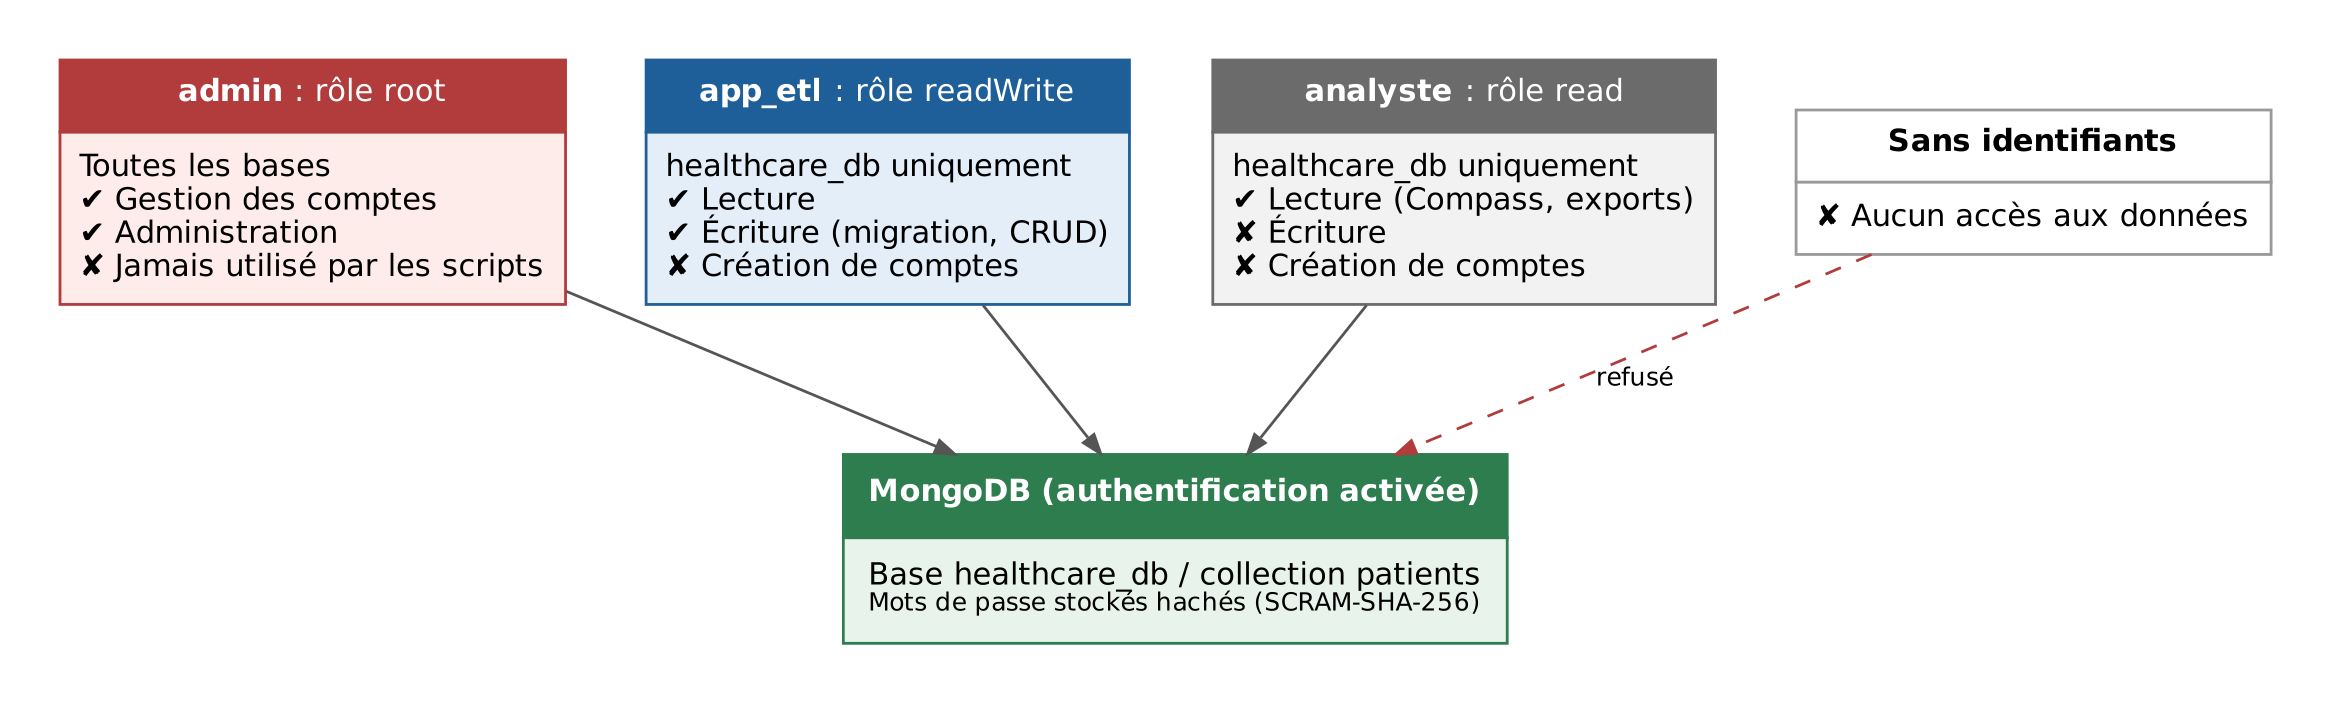 admin : rôle root
Toutes les bases
✔ Gestion des comptes
✔ Administration
✘ Jamais utilisé par les scripts
app_etl : rôle readWrite
healthcare_db uniquement
✔ Lecture
✔ Écriture (migration, CRUD)
✘ Création de comptes
analyste : rôle read
healthcare_db uniquement
✔ Lecture (Compass, exports)
✘ Écriture
✘ Création de comptes
Sans identifiants
✘ Aucun accès aux données
refusé
MongoDB (authentification activée)
Base healthcare_db / collection patients
Mots de passe stockés hachés (SCRAM-SHA-256)